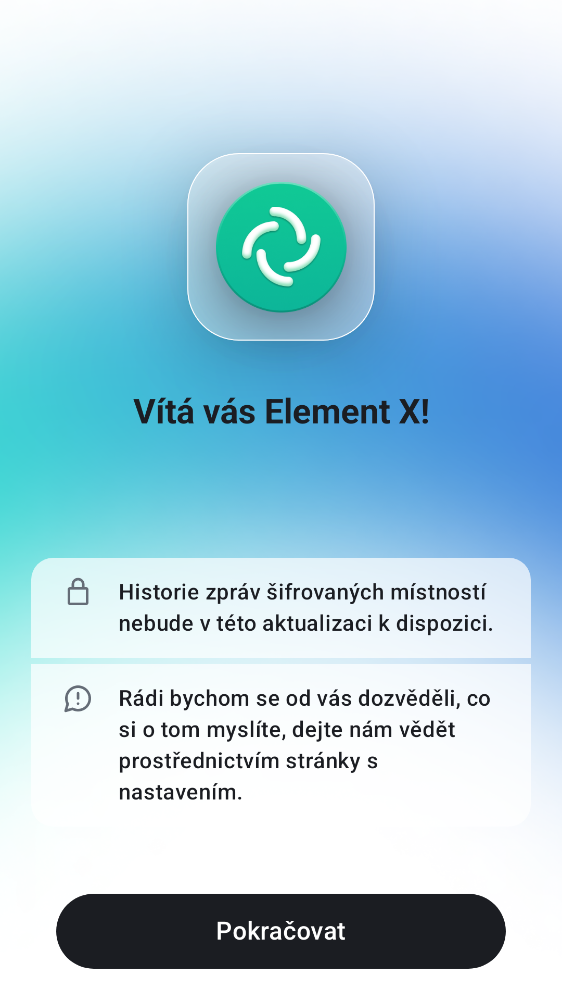 Vítá vás Element X!
Historie zpráv šifrovaných místností
nebude v této aktualizaci k dispozici.
Rádi bychom se od vás dozvěděli, co
si o tom myslíte, dejte nám vědět
prostřednictvím stránky s
nastavením.
Pokračovat